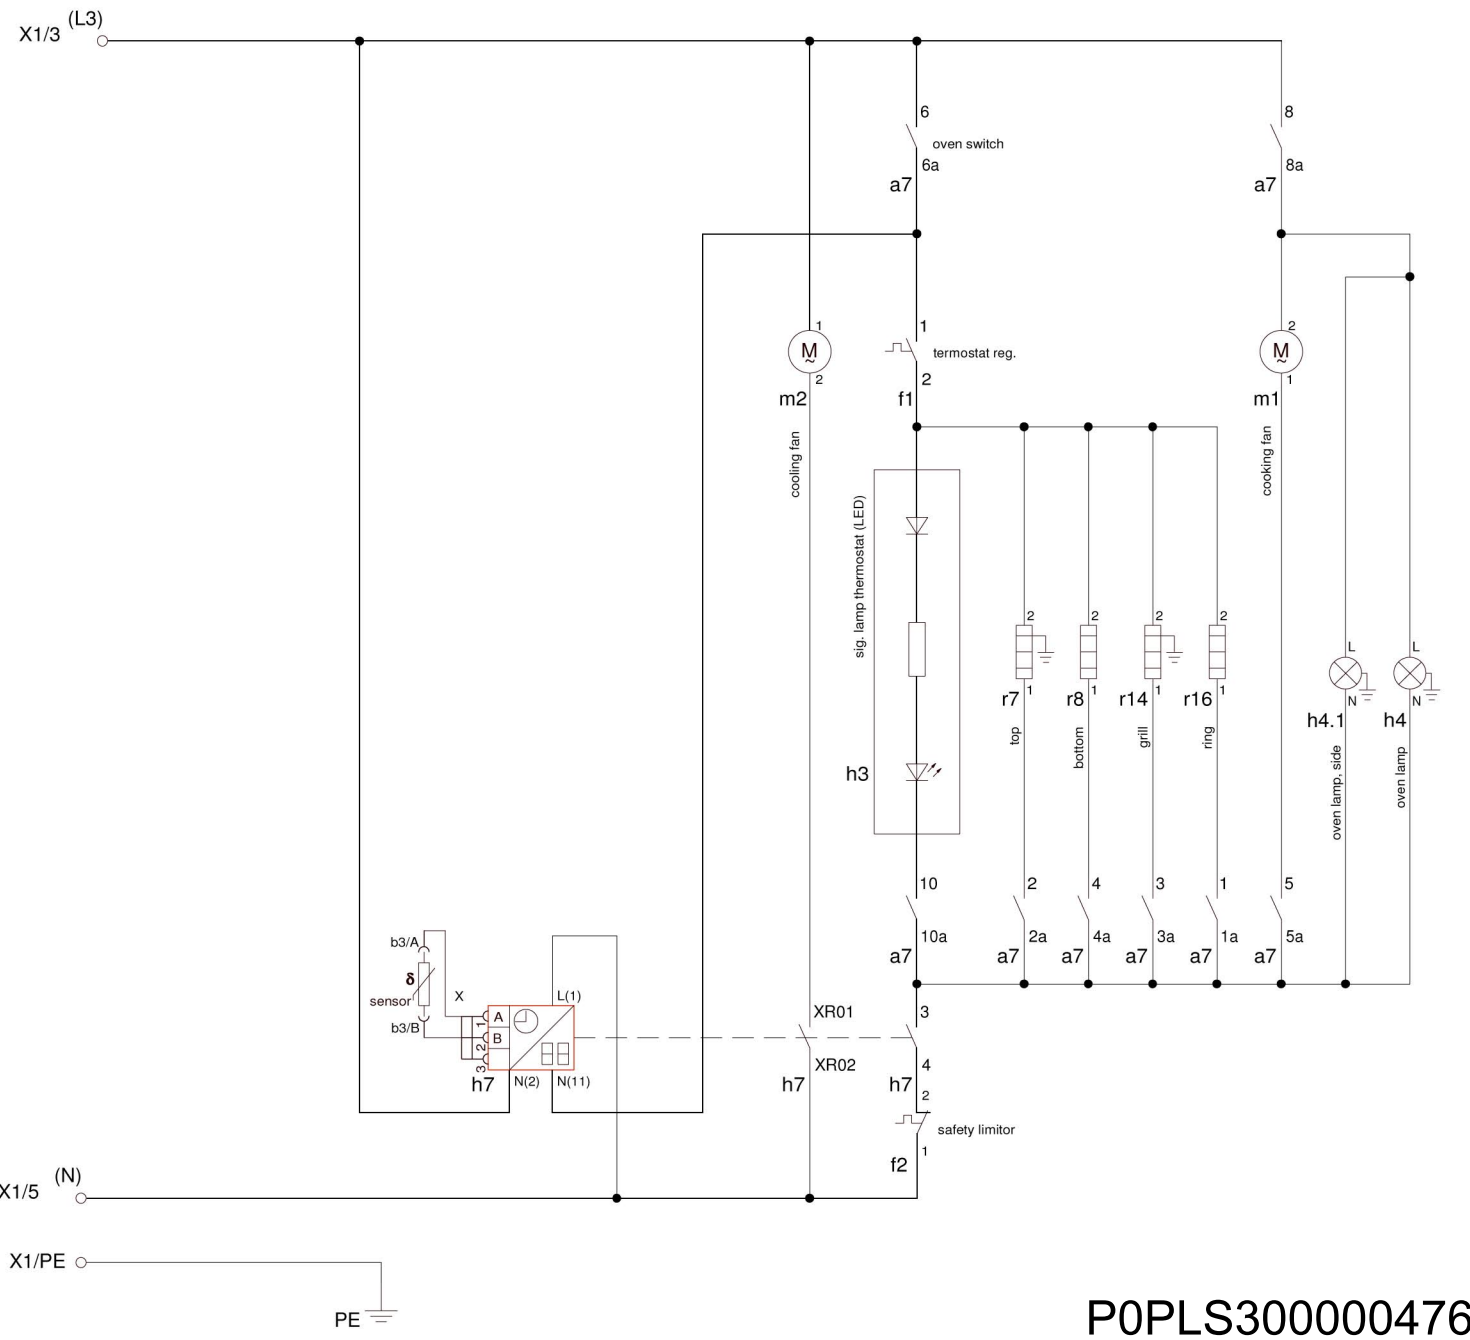 (L3)
X1/3
6
8
oven switch
6a
8a
a7
a7
1
1
2
M
~
termostat reg.
M
~
2
2
1
m2
f1
m1
cooling fan
cooking fan
sig. lamp thermostat (LED)
2
2
2
2
L
L
r7
1
r8
1
r14
1
r16
1
N
N
h4.1
h4
top
bottom
grill
ring
oven lamp, side
oven lamp
h3
10
2
4
3
1
5
10a
2a
4a
3a
1a
5a
a7
a7
a7
a7
a7
a7
b3/A
δ
sensor
X
L(1)
b3/B
A
1
B
2
3
XR01
3
XR02
4
h7
N(2)
N(11)
h7
h7
2
safety limitor
1
f2
(N)
X1/5
X1/PE
PE
P0PLS300000476